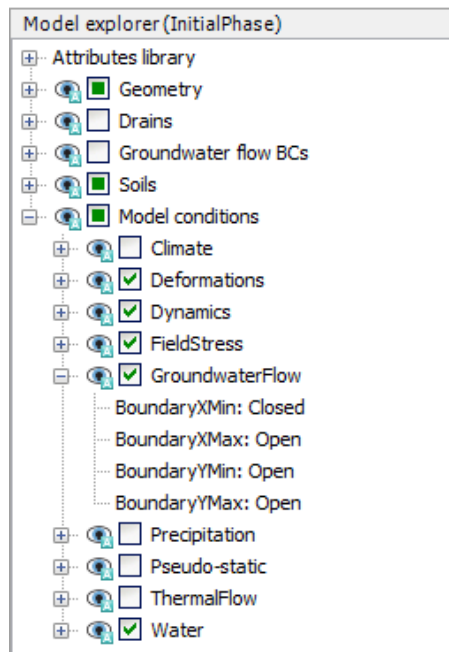 Model explorer (InitialPhase)
Attributes library
Geometry
Drains
Groundwater flow BCs
Soils
Model conditions
Climate
Deformations
Dynamics
FieldStress
GroundwaterFlow
BoundaryXMin: Closed
BoundaryXMax: Open
BoundaryYMin: Open
BoundaryYMax: Open
Precipitation
Pseudo-static
ThermalFlow
Water